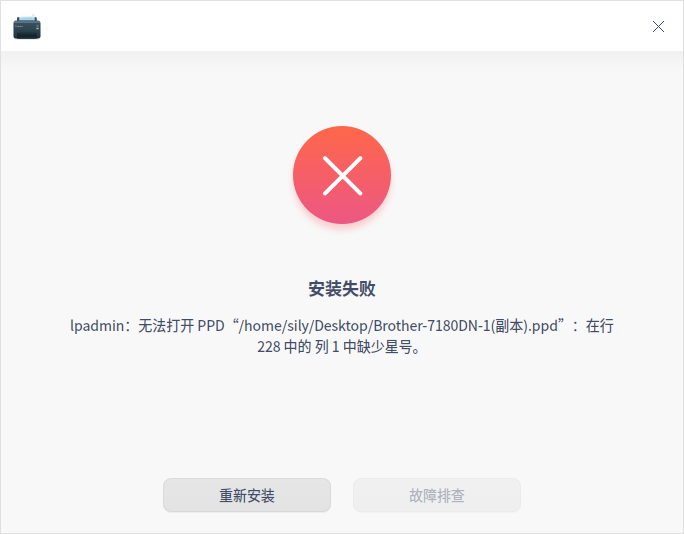 安装失败
lpadmin：无法打开 PPD“/home/sily/Desktop/Brother-7180DN-1(副本).ppd”：在行
228 中的 列 1 中缺少星号。
重新安装
故障排查